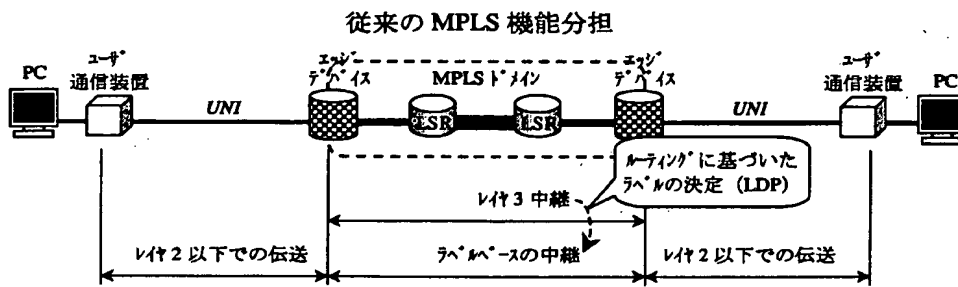 従来の MPLS 機能分担
PC
ユーザ
通信装置
UNI
エッジ
デバイス
MPLS ドメイン
LSR
LSR
エッジ
デバイス
UNI
ユーザ
通信装置
PC
ルーティングに基づいた
ラベルの決定（LDP）
レイヤ3 中継
レイヤ2 以下での伝送
ラベルベースの中継
レイヤ2 以下での伝送